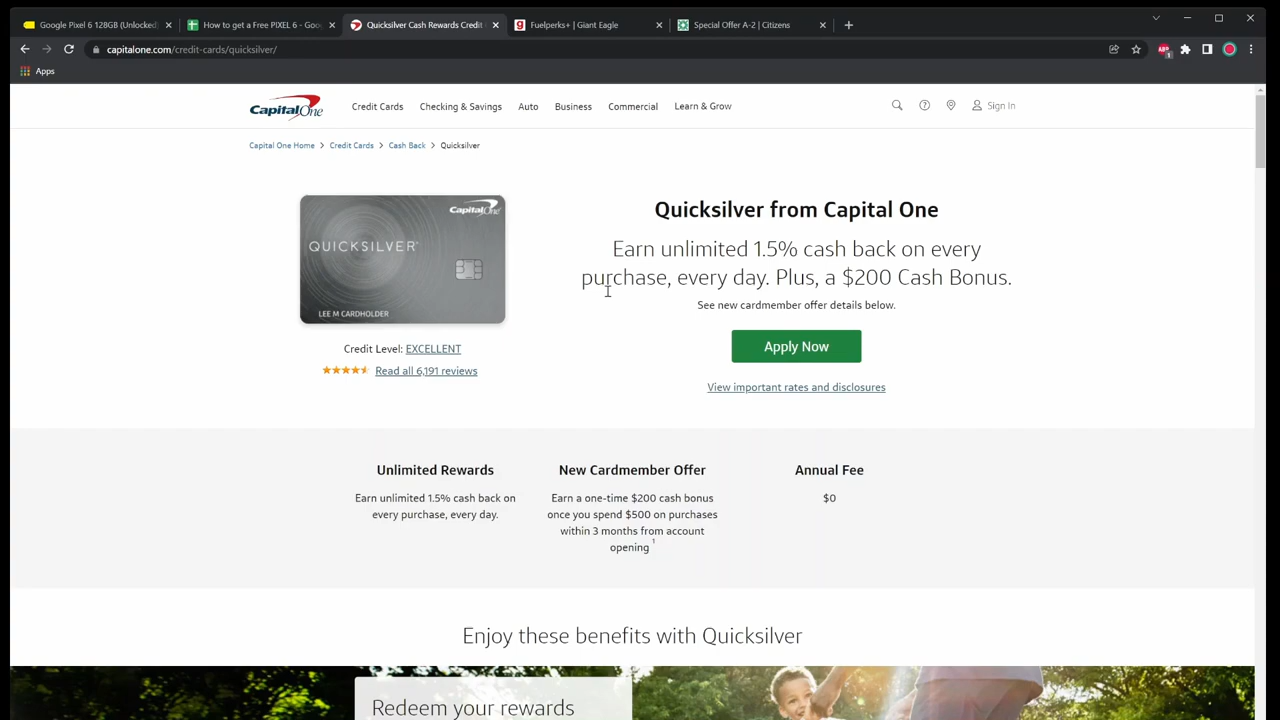 Google Pixel 6 128GB (Unlocked)
How to get a Free PIXEL 6 - Goo
Quicksilver Cash Rewards Credit
Fuelperks+ | Giant Eagle
Special Offer A-2 | Citizens
capitalone.com/credit-cards/quicksilver/
ABP
1
Apps
Capital One
Credit Cards
Checking & Savings
Auto
Business
Commercial
Learn & Grow
Sign In
Capital One Home > Credit Cards > Cash Back > Quicksilver
Capital One
QUICKSILVER
LEE M CARDHOLDER
Credit Level: EXCELLENT
Read all 6,191 reviews
Quicksilver from Capital One
Earn unlimited 1.5% cash back on every
purchase, every day. Plus, a $200 Cash Bonus.
See new cardmember offer details below.
Apply Now
View important rates and disclosures
Unlimited Rewards
Earn unlimited 1.5% cash back on
every purchase, every day.
New Cardmember Offer
Earn a one-time $200 cash bonus
once you spend $500 on purchases
within 3 months from account
opening 1
Annual Fee
$0
Enjoy these benefits with Quicksilver
Redeem your rewards